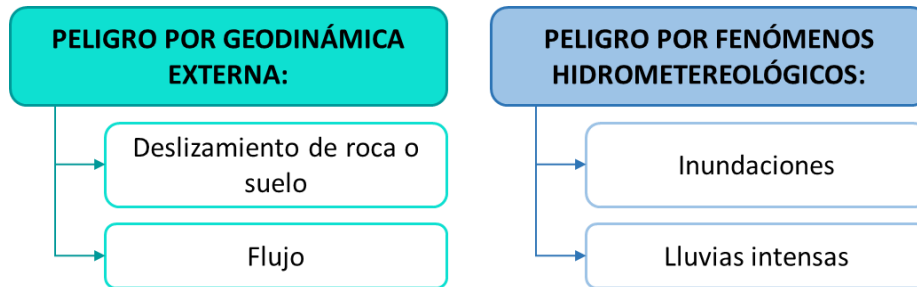 PELIGRO POR GEODINÁMICA
EXTERNA:
Deslizamiento de roca o
suelo
Flujo
PELIGRO POR FENÓMENOS
HIDROMETEREOLÓGICOS:
Inundaciones
Lluvias intensas